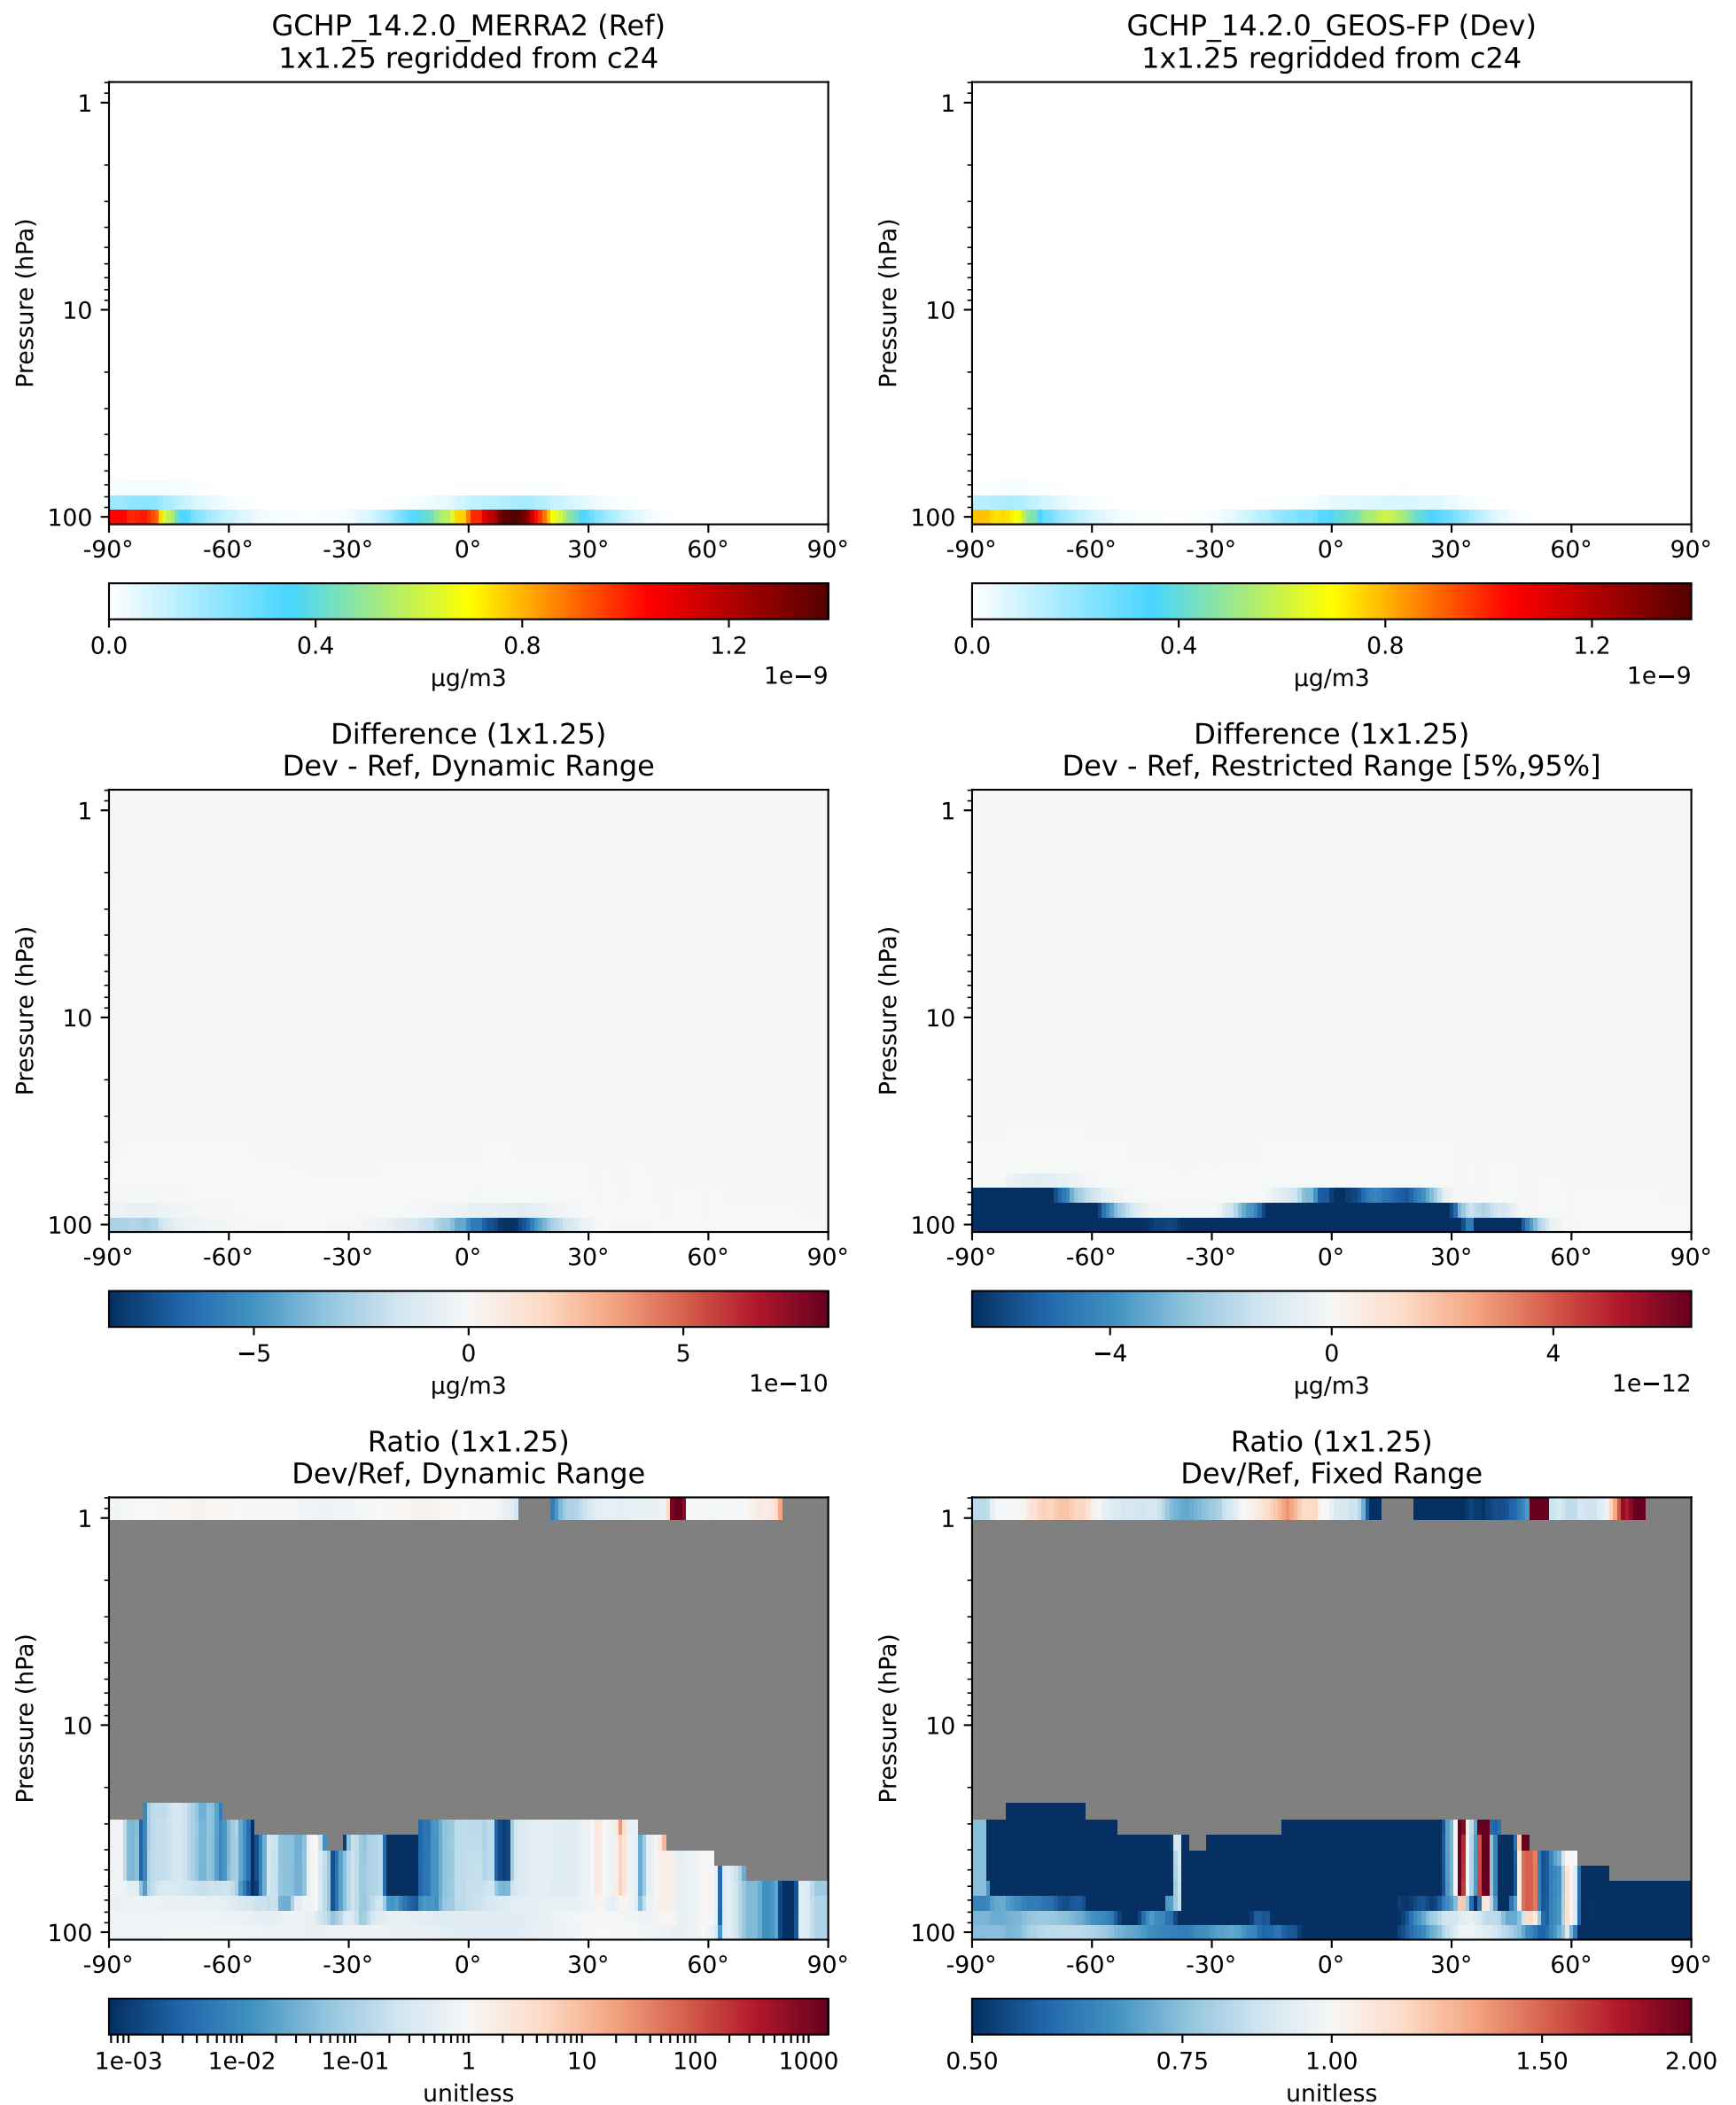 GCHP_14.2.0_MERRA2 (Ref)
1x1.25 regridded from c24
Pressure (hPa)
1
10
100
-90° -60° -30° 0° 30° 60° 90°
0.0 0.4 0.8 1.2
µg/m3 1e−9
GCHP_14.2.0_GEOS-FP (Dev)
1x1.25 regridded from c24
Pressure (hPa)
1
10
100
-90° -60° -30° 0° 30° 60° 90°
0.0 0.4 0.8 1.2
µg/m3 1e−9
Difference (1x1.25)
Dev - Ref, Dynamic Range
Pressure (hPa)
1
10
100
-90° -60° -30° 0° 30° 60° 90°
−5 0 5
µg/m3 1e−10
Difference (1x1.25)
Dev - Ref, Restricted Range [5%,95%]
Pressure (hPa)
1
10
100
-90° -60° -30° 0° 30° 60° 90°
−4 0 4
µg/m3 1e−12
Ratio (1x1.25)
Dev/Ref, Dynamic Range
Pressure (hPa)
1
10
100
-90° -60° -30° 0° 30° 60° 90°
1e-03 1e-02 1e-01 1 10 100 1000
unitless
Ratio (1x1.25)
Dev/Ref, Fixed Range
Pressure (hPa)
1
10
100
-90° -60° -30° 0° 30° 60° 90°
0.50 0.75 1.00 1.50 2.00
unitless